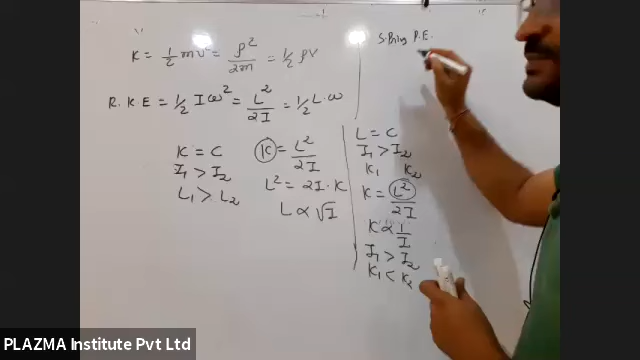 K = 1/2 mv² = P²/2m = 1/2 PV
R.K.E = 1/2 Iω² = L²/2I = 1/2 L.ω
K = C
I₁ > I₂
L₁ > L₂
K = L²/2I
L² = 2I·K
L ∝ √I
S.Pring P.E.
L = C
I₁ > I₂
K₁ K₂
K = L²/2I
K ∝ 1/I
I₁ > I₂
K₁ < K₂
PLAZMA Institute Pvt Ltd